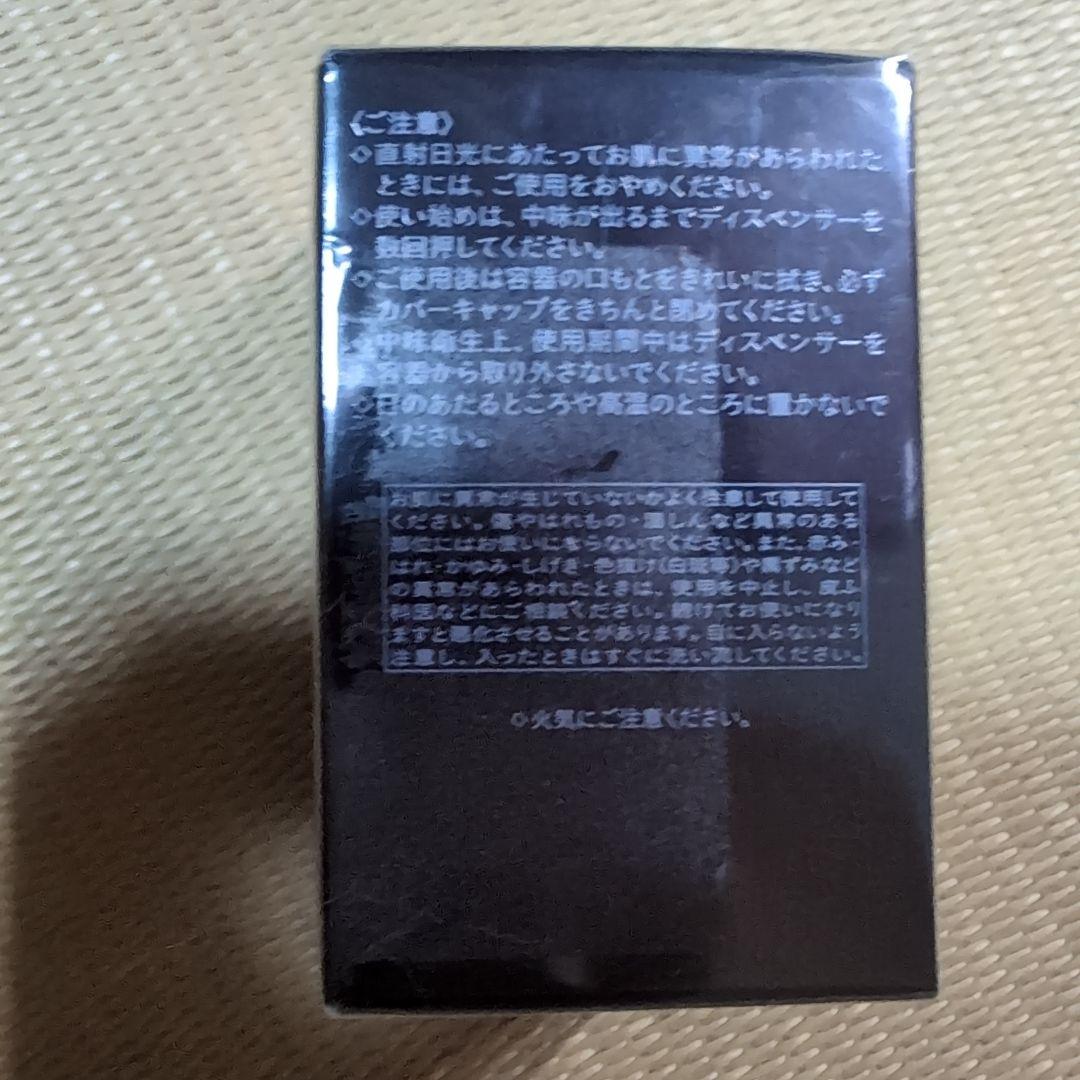 《ご注意》
◇直射日光にあたってお肌に異常があらわれた
ときには、ご使用をおやめください。
◇使い始めは、中味が出るまでディスペンサーを
数回押してください。
◇ご使用後は容器の口もとをきれいに拭き、必ず
カバーキャップをきちんと閉めてください。
◇中味衛生上、使用期間中はディスペンサーを
容器から取り外さないでください。
◇日のあたるところや高温のところに置かないで
ください。
お肌に異常が生じていないかよく注意して使用して
ください。傷やはれもの・湿しんなど異常のある
部位にはお使いにならないでください。また、赤み・
はれ・かゆみ・しげき・色抜け(白斑等)や黒ずみなど
の異常があらわれたときは、使用を中止し、皮ふ
科医などにご相談ください。続けてお使いになり
ますと悪化させることがあります。目に入らないよう
注意し、入ったときはすぐに洗い流してください。
◇火気にご注意ください。